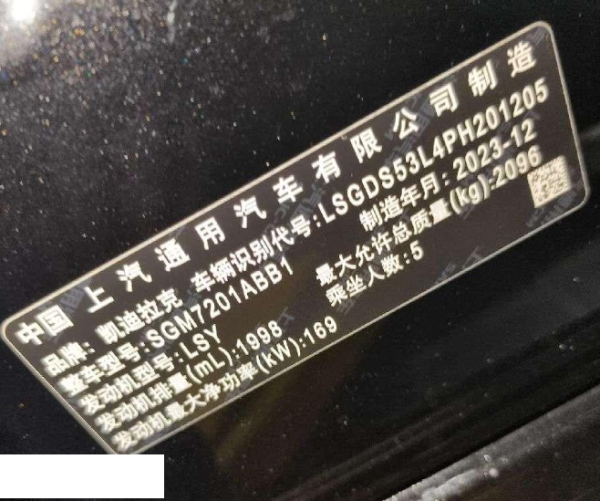 中国上汽通用汽车有限公司制造
品牌:凯迪拉克 车辆识别代号:LSGDS53L4PH201205
整车型号:SGM7201ABB1 制造年月:2023-12
发动机型号:LSY 最大允许总质量(kg):2096
发动机排量(mL):1998 乘坐人数:5
发动机最大净功率(kW):169